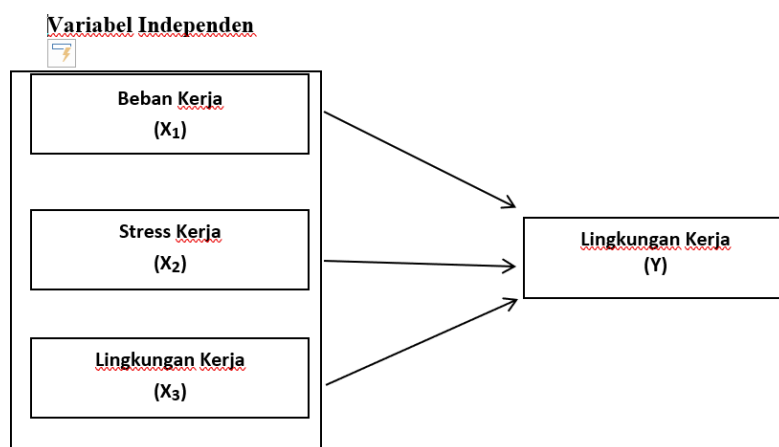 Variabel Independen
Beban Kerja
(X₁)
Stress Kerja
(X₂)
Lingkungan Kerja
(Y)
Lingkungan Kerja
(X₃)